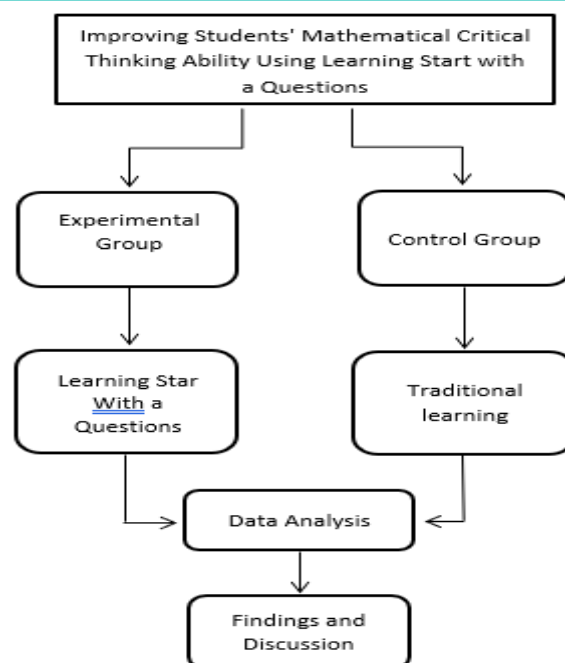 Improving Students' Mathematical Critical
Thinking Ability Using Learning Start with
a Questions
Experimental
Group
Control Group
Learning Star
With a
Questions
Traditional
learning
Data Analysis
Findings and
Discussion